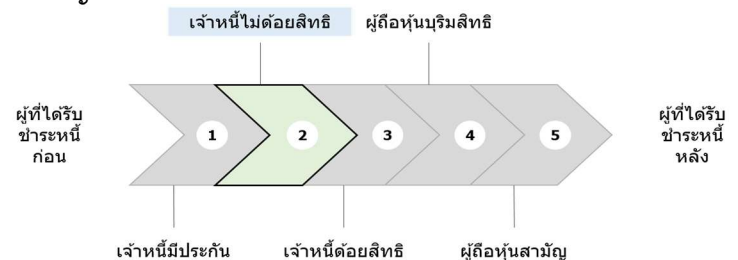 เจ้าหนี้ไม่ด้อยสิทธิ ผู้ถือหุ้นบุริมสิทธิ
ผู้ที่ได้รับ
ชำระหนี้
ก่อน
1 2 3 4 5
ผู้ที่ได้รับ
ชำระหนี้
หลัง
เจ้าหนี้มีประกัน เจ้าหนี้ด้อยสิทธิ ผู้ถือหุ้นสามัญ